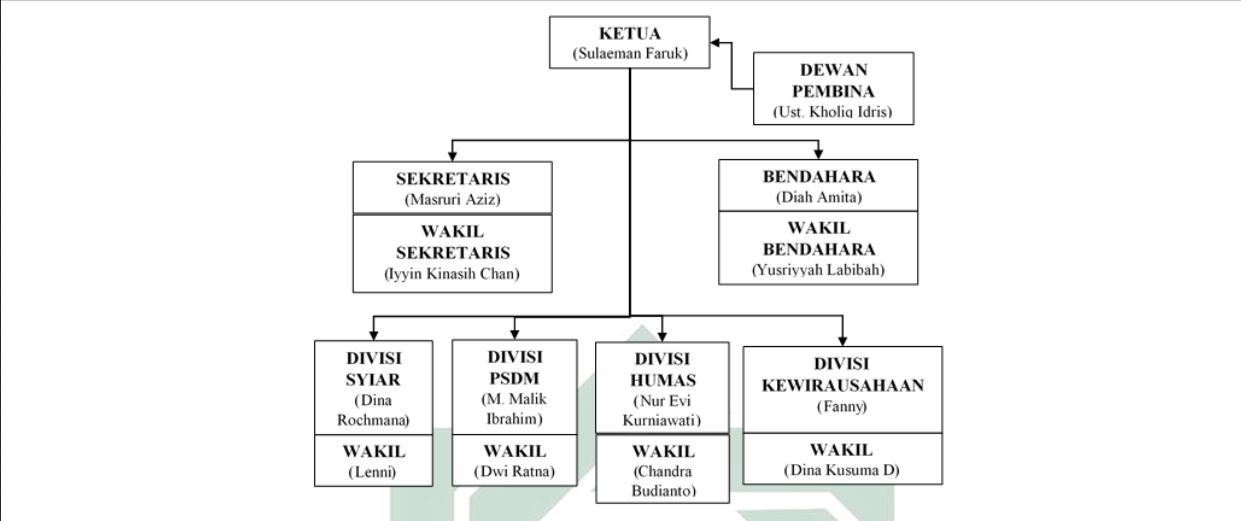 KETUA
(Sulaeman Faruk)
DEWAN
PEMBINA
(Ust. Kholiq Idris)
SEKRETARIS
(Masruri Aziz)
WAKIL
SEKRETARIS
(Iyyin Kinasih Chan)
BENDAHARA
(Diah Amita)
WAKIL
BENDAHARA
(Yusriyyah Labibah)
DIVISI
SYIAR
(Dina
Rochmana)
WAKIL
(Lenni)
DIVISI
PSDM
(M. Malik
Ibrahim)
WAKIL
(Dwi Ratna)
DIVISI
HUMAS
(Nur Evi
Kurniawati)
WAKIL
(Chandra
Budianto)
DIVISI
KEWIRAUSAHAAN
(Fanny)
WAKIL
(Dina Kusuma D)